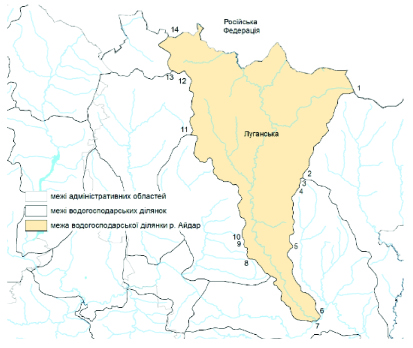 14
Російська
Федерація
13
12
1
11
Луганська
2
3
4
межі адміністративних областей
межі водогосподарських ділянок
межа водогосподарської ділянки р. Айдар
10
9
5
8
6
7